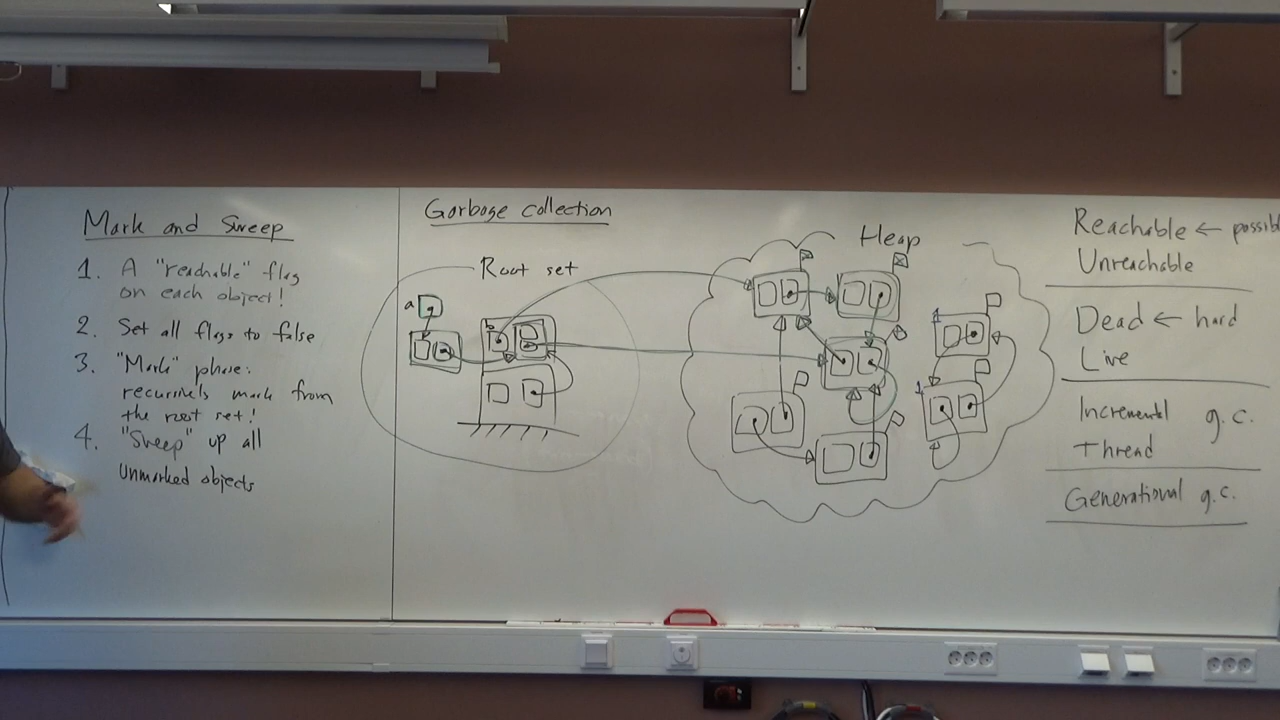 Mark and Sweep
1. A "reachable" flag
on each object!
2. Set all flags to false
3. "Mark" phase:
recursively mark from
the root set!
4. "Sweep" up all
unmarked objects
Garbage collection
Root set
a
b
Heap
1
1
Reachable ← possib
Unreachable
Dead ← hard
Live
Incremental g.c.
Thread
Generational g.c.